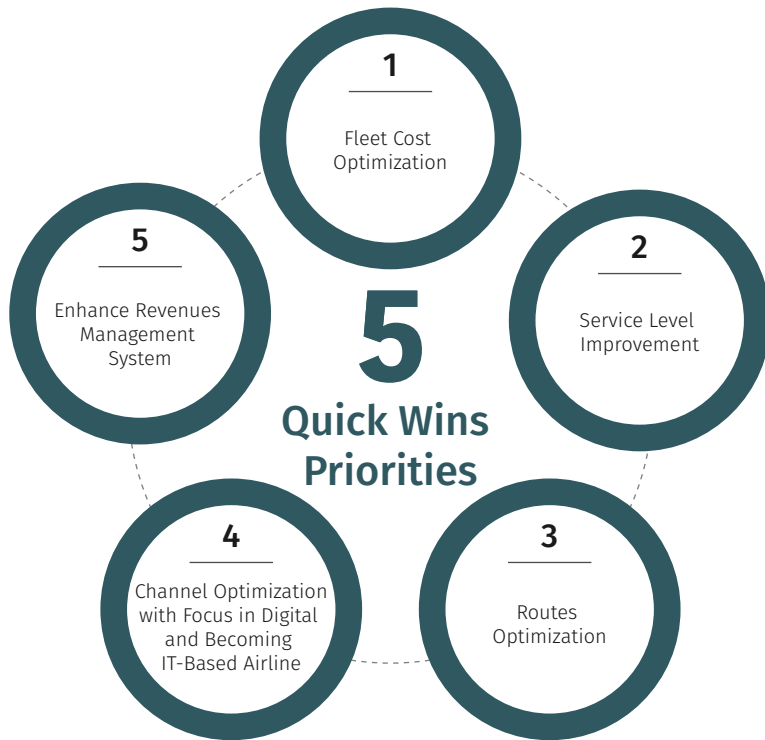 1
Fleet Cost
Optimization
2
Service Level
Improvement
3
Routes
Optimization
4
Channel Optimization
with Focus in Digital
and Becoming
IT-Based Airline
5
Enhance Revenues
Management
System
5
Quick Wins
Priorities